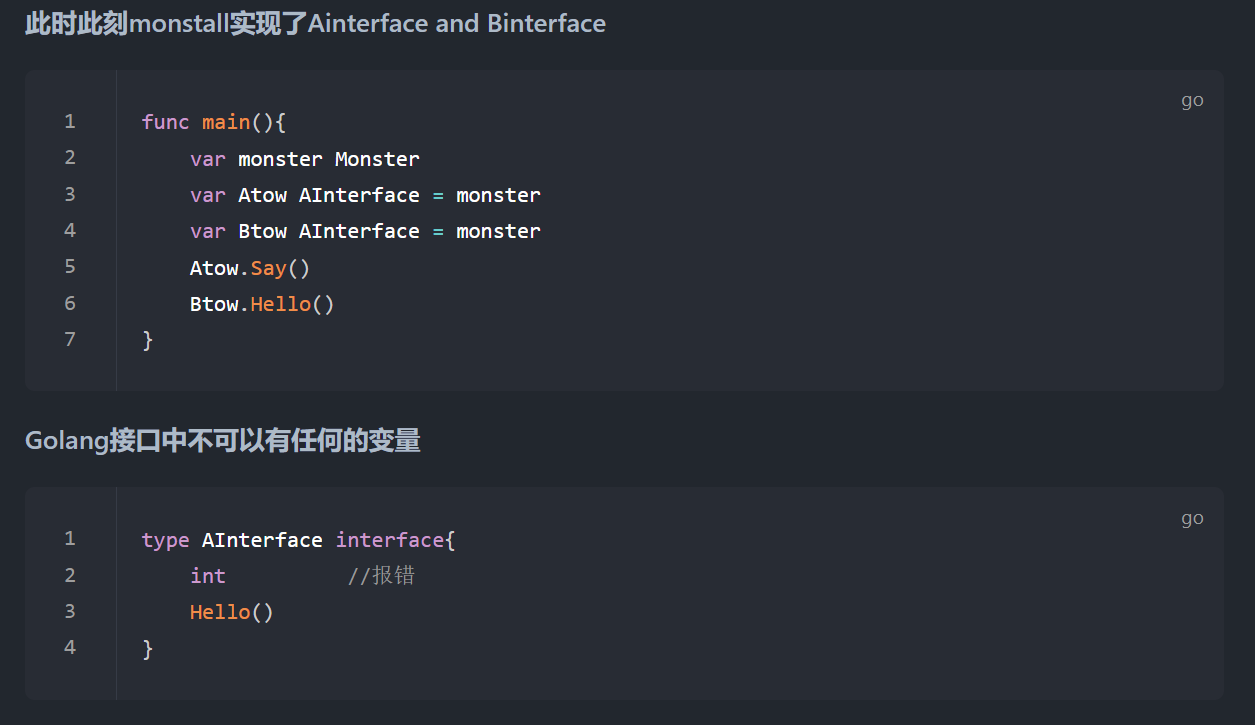 此时此刻monstall实现了Ainterface and Binterface
go
1 func main(){
2     var monster Monster
3     var Atow AInterface = monster
4     var Btow AInterface = monster
5     Atow.Say()
6     Btow.Hello()
7 }
Golang接口中不可以有任何的变量
go
1 type AInterface interface{
2     int          //报错
3     Hello()
4 }